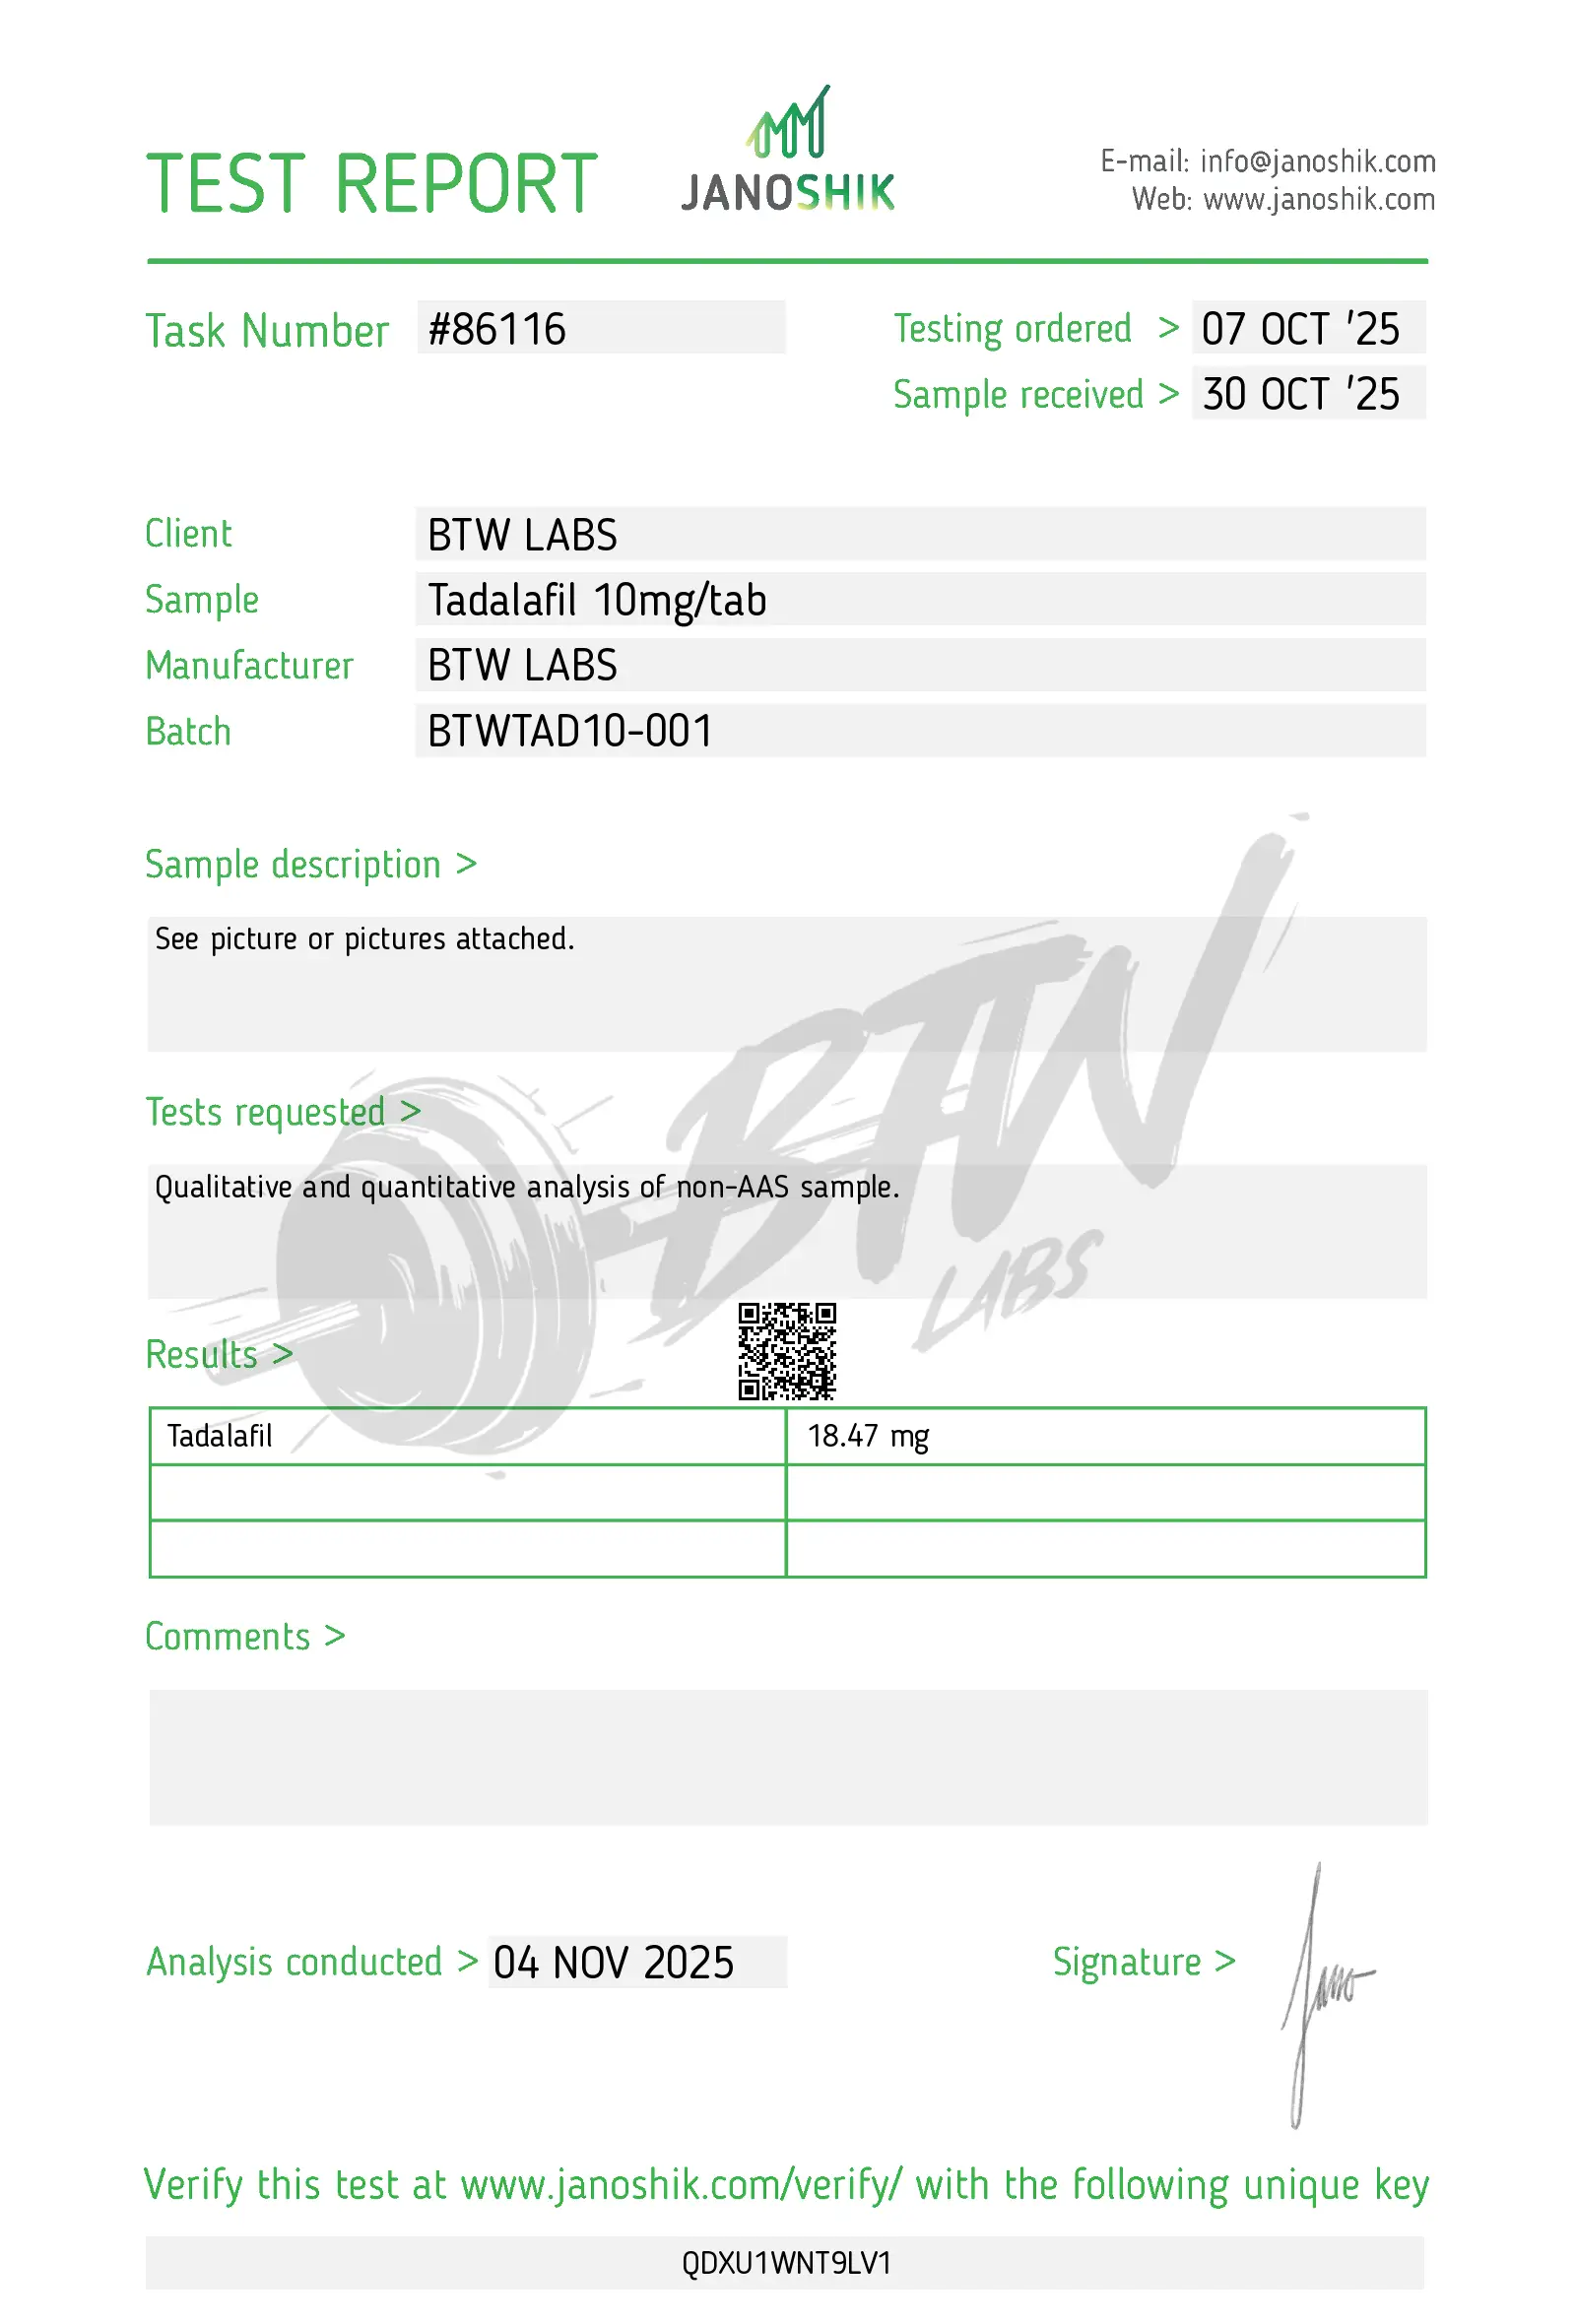 TEST REPORT
JANOSHIK
E-mail: info@janoshik.com
Web: www.janoshik.com
Task Number #86116
Testing ordered > 07 OCT '25
Sample received > 30 OCT '25
Client BTW LABS
Sample Tadalafil 10mg/tab
Manufacturer BTW LABS
Batch BTWTAD10-001
Sample description >
See picture or pictures attached.
BTW
LABS
Tests requested >
Qualitative and quantitative analysis of non-AAS sample.
Results >
Tadalafil 18.47 mg
Comments >
Analysis conducted > 04 NOV 2025
Signature > Jano
Verify this test at www.janoshik.com/verify/ with the following unique key
QDXU1WNT9LV1